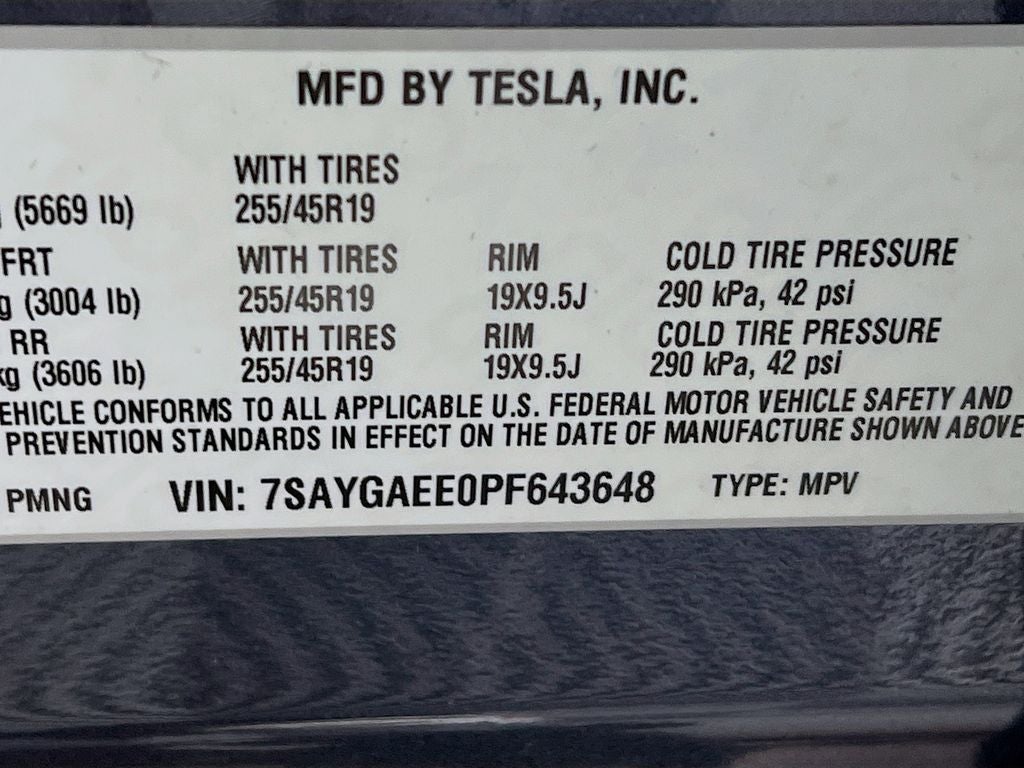 MFD BY TESLA, INC.
WITH TIRES
(5669 lb) 255/45R19
FRT WITH TIRES RIM COLD TIRE PRESSURE
g (3004 lb) 255/45R19 19X9.5J 290 kPa, 42 psi
RR WITH TIRES RIM COLD TIRE PRESSURE
kg (3606 lb) 255/45R19 19X9.5J 290 kPa, 42 psi
EHICLE CONFORMS TO ALL APPLICABLE U.S. FEDERAL MOTOR VEHICLE SAFETY AND
PREVENTION STANDARDS IN EFFECT ON THE DATE OF MANUFACTURE SHOWN ABOVE
PMNG VIN: 7SAYGAEE0PF643648 TYPE: MPV